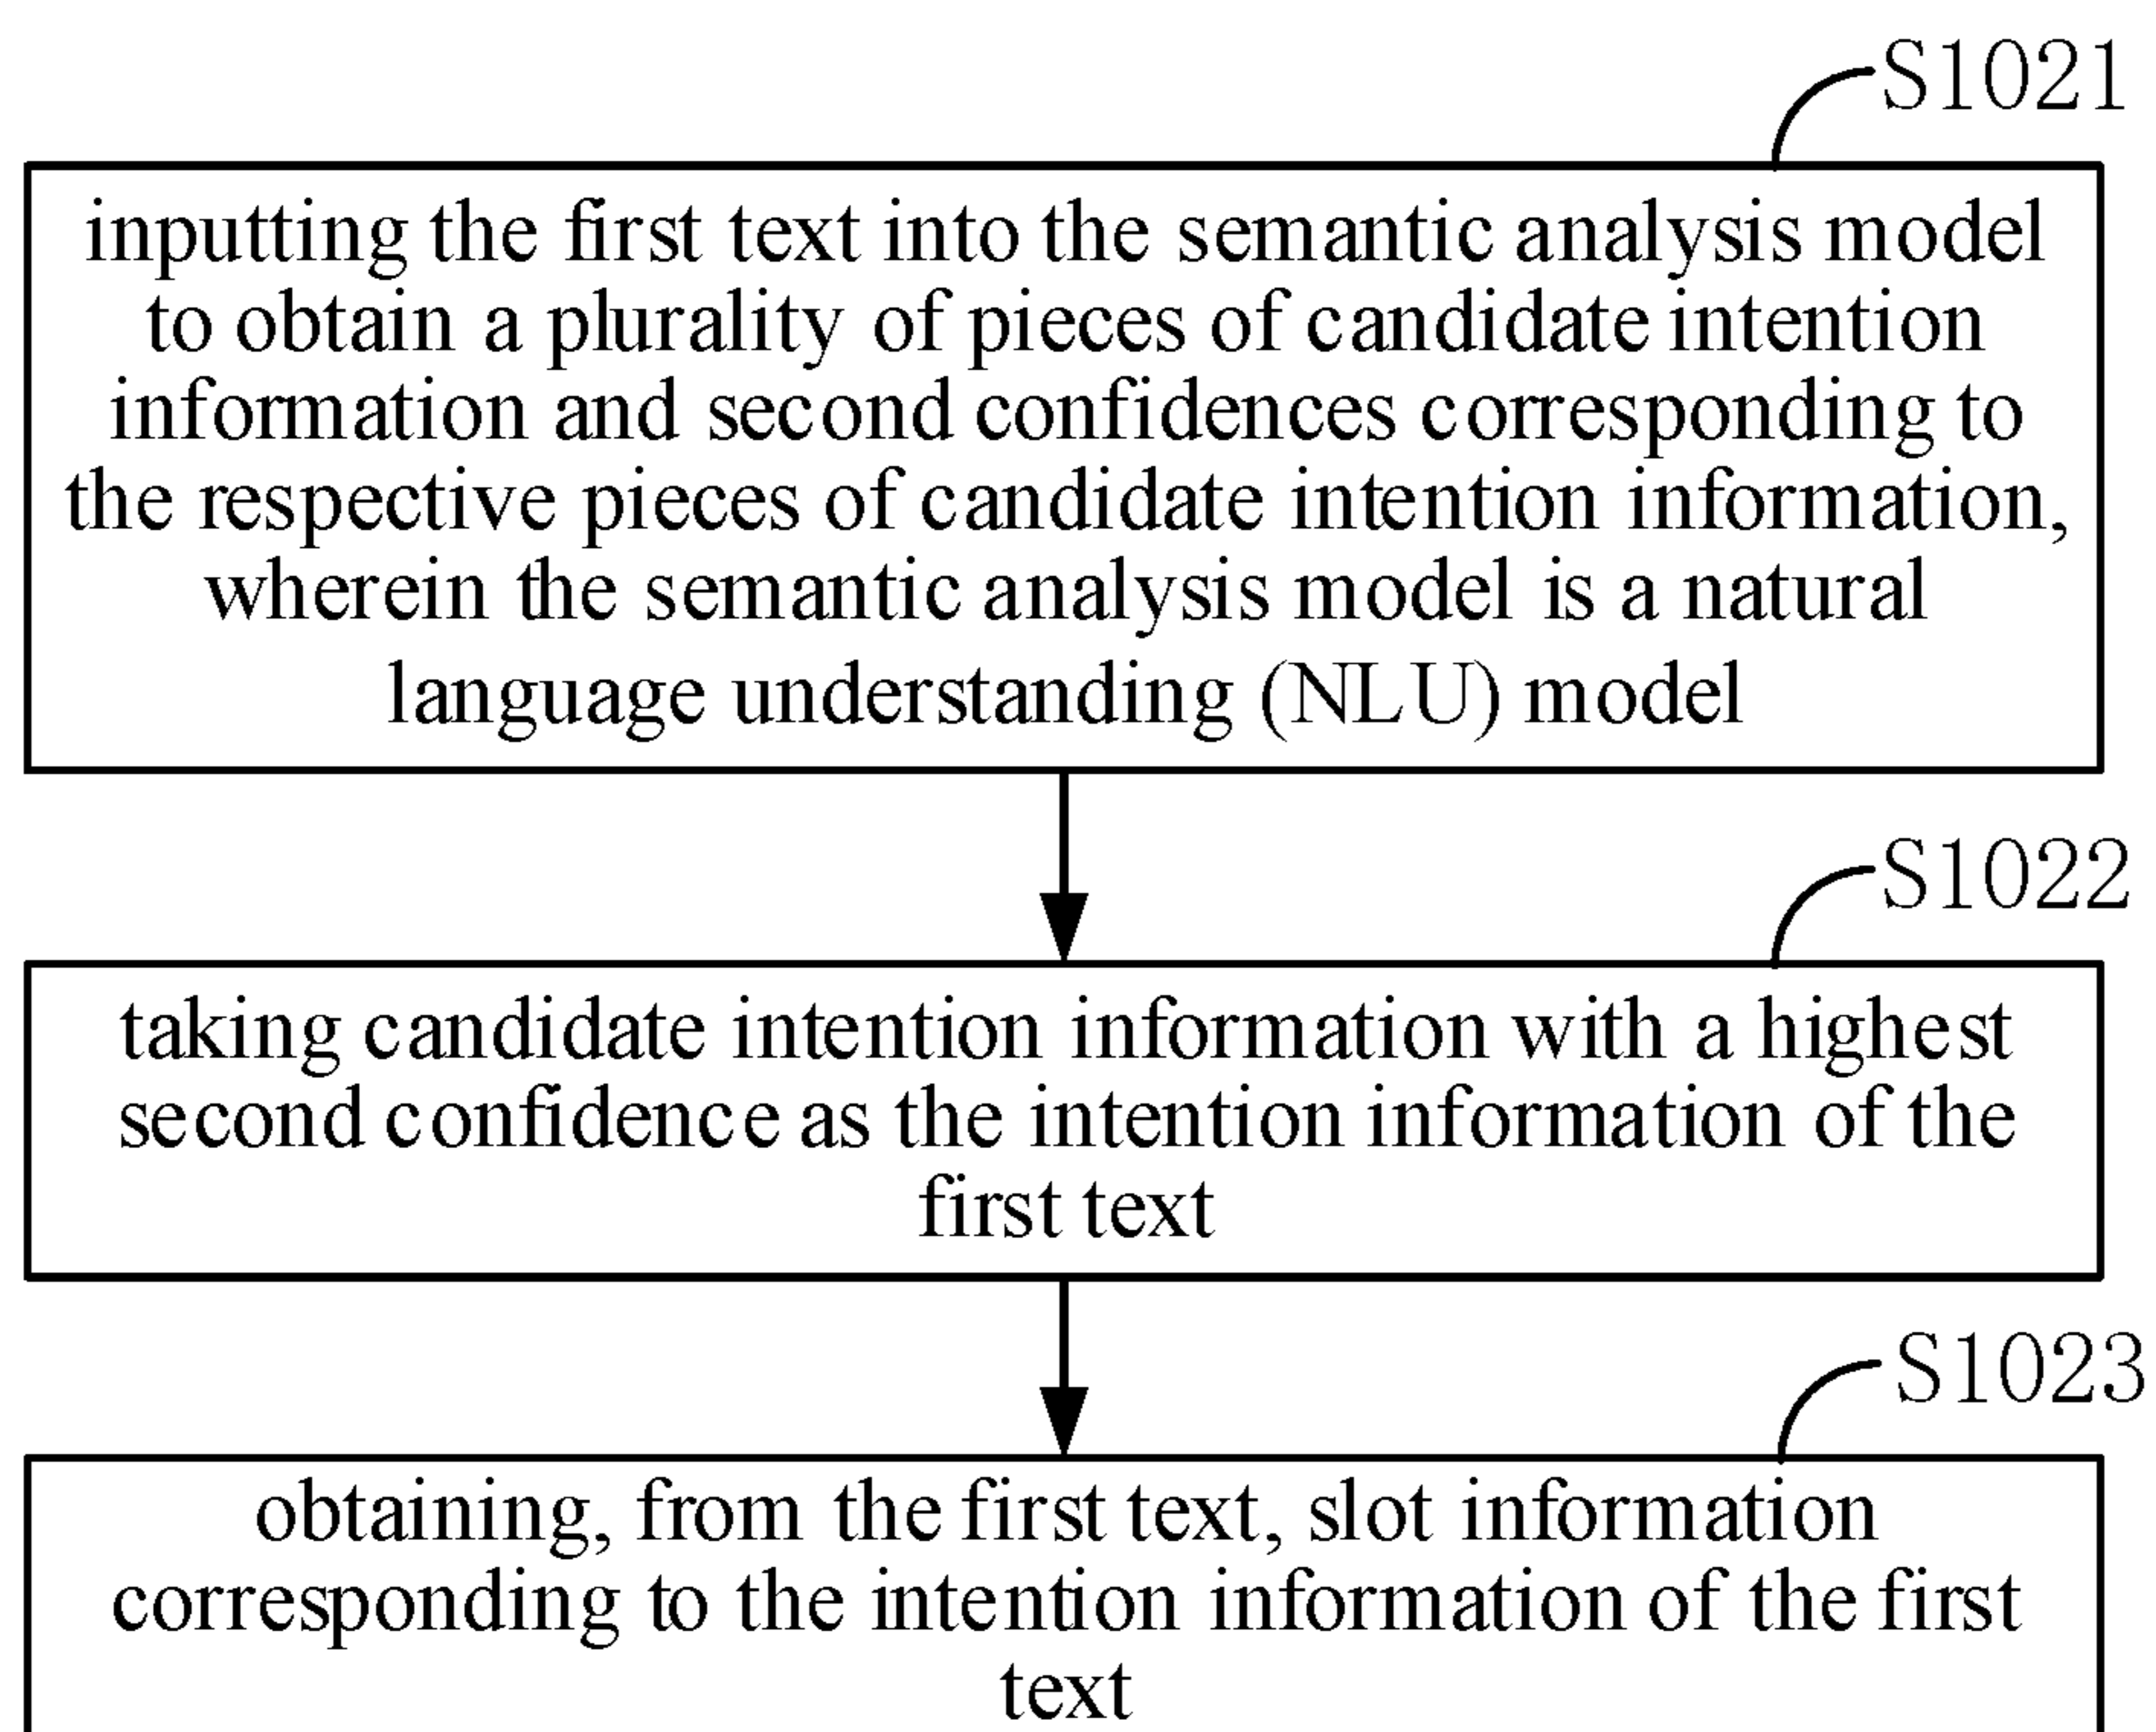 S1021
inputting the first text into the semantic analysis model
to obtain a plurality of pieces of candidate intention
information and second confidences corresponding to
the respective pieces of candidate intention information,
wherein the semantic analysis model is a natural
language understanding (NLU) model
S1022
taking candidate intention information with a highest
second confidence as the intention information of the
first text
S1023
obtaining, from the first text, slot information
corresponding to the intention information of the first
text